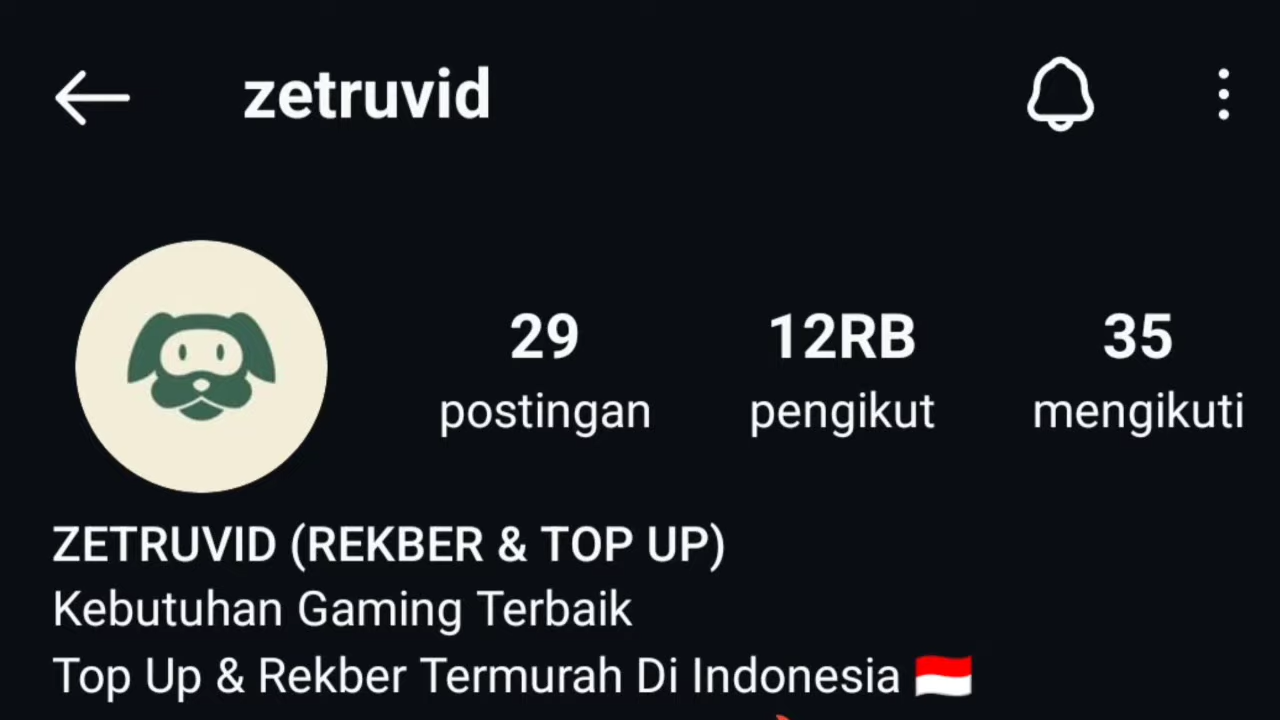 zetruvid
29 12RB 35
postingan pengikut mengikuti
ZETRUVID (REKBER & TOP UP)
Kebutuhan Gaming Terbaik
Top Up & Rekber Termurah Di Indonesia 🇮🇩